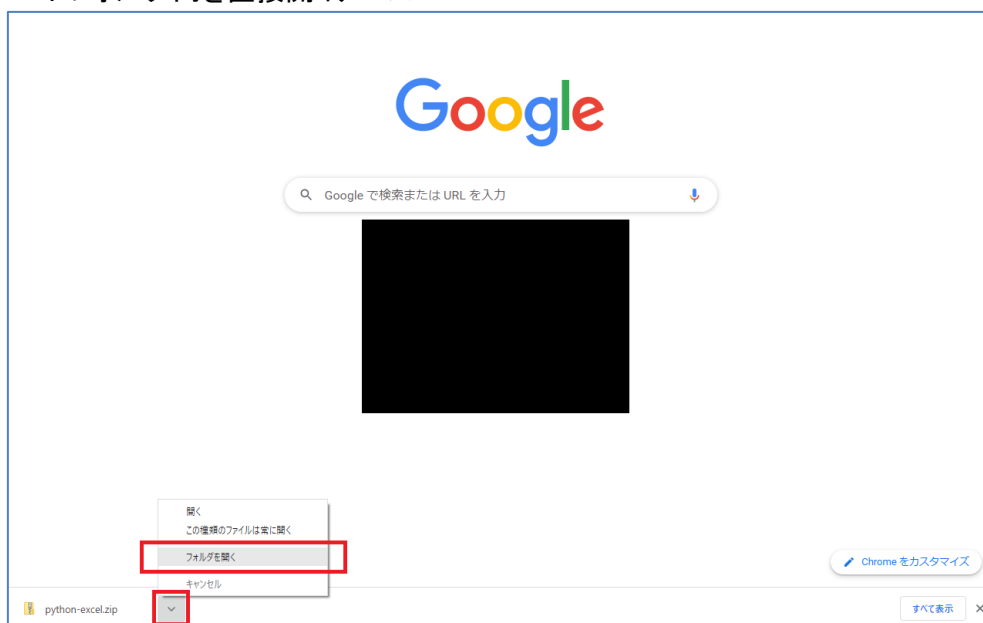 Google
Google で検索または URL を入力
開く
この種類のファイルは常に開く
フォルダを開く
キャンセル
Chrome をカスタマイズ
python-excel.zip
すべて表示